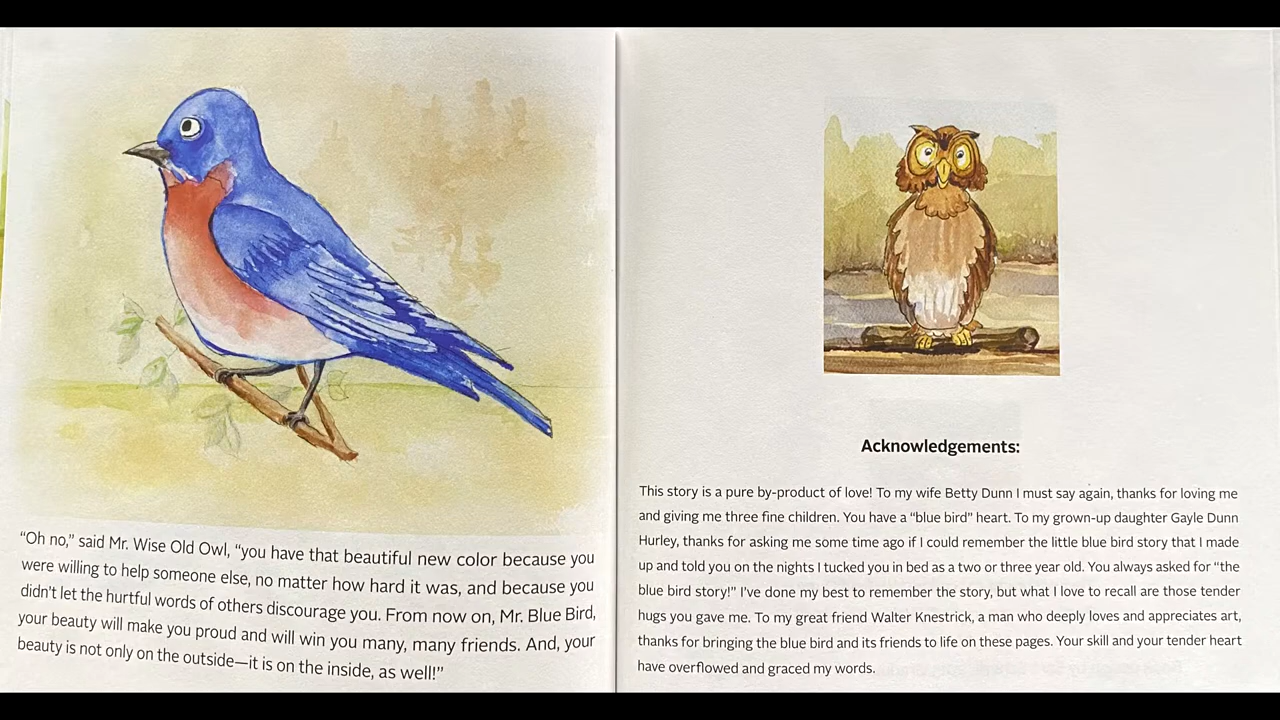 “Oh no,” said Mr. Wise Old Owl, “you have that beautiful new color because you
were willing to help someone else, no matter how hard it was, and because you
didn't let the hurtful words of others discourage you. From now on, Mr. Blue Bird,
your beauty will make you proud and will win you many, many friends. And, your
beauty is not only on the outside—it is on the inside, as well!”
Acknowledgements:
This story is a pure by-product of love! To my wife Betty Dunn I must say again, thanks for loving me
and giving me three fine children. You have a “blue bird” heart. To my grown-up daughter Gayle Dunn
Hurley, thanks for asking me some time ago if I could remember the little blue bird story that I made
up and told you on the nights I tucked you in bed as a two or three year old. You always asked for “the
blue bird story!” I've done my best to remember the story, but what I love to recall are those tender
hugs you gave me. To my great friend Walter Knestrick, a man who deeply loves and appreciates art,
thanks for bringing the blue bird and its friends to life on these pages. Your skill and your tender heart
have overflowed and graced my words.